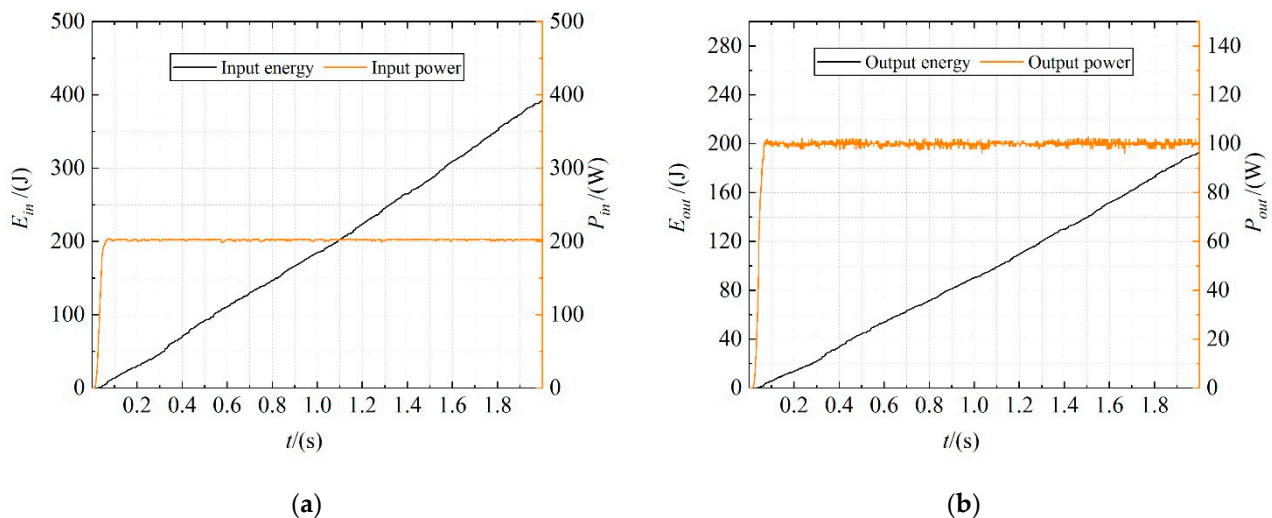 500
400
300
200
100
0
E_in /(J)
Input energy Input power
500
400
300
200
100
0
P_in /(W)
0.2 0.4 0.6 0.8 1.0 1.2 1.4 1.6 1.8
t/(s)
(a)
280
240
200
160
120
80
40
0
E_out /(J)
Output energy Output power
140
120
100
80
60
40
20
0
P_out /(W)
0.2 0.4 0.6 0.8 1.0 1.2 1.4 1.6 1.8
t/(s)
(b)